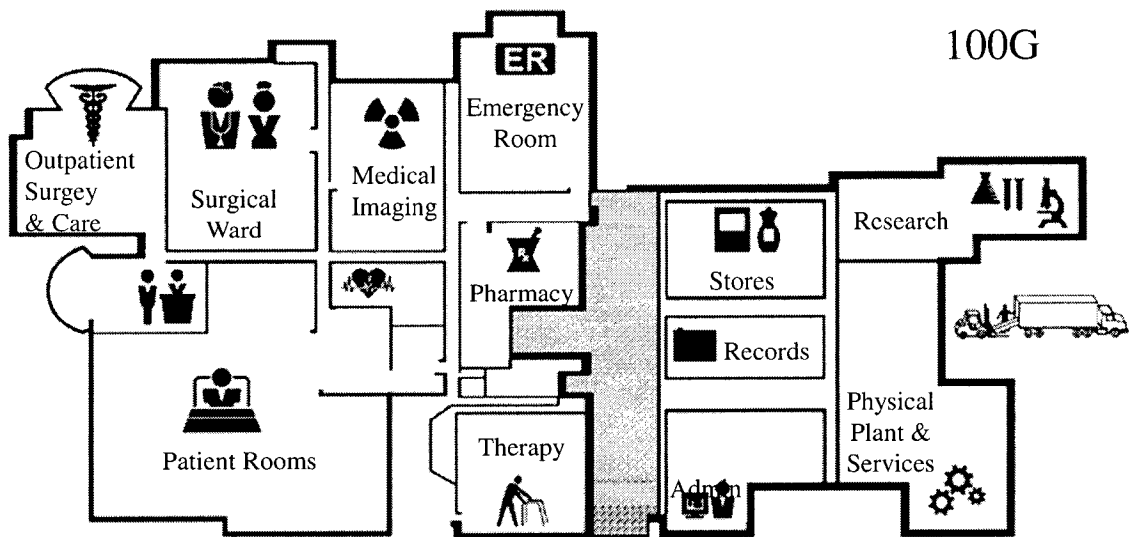 100G
ER
Emergency
Room
Outpatient
Surgey
& Care
Surgical
Ward
Medical
Imaging
Research
Stores
Pharmacy
Records
Physical
Plant &
Services
Patient Rooms
Therapy
Admin